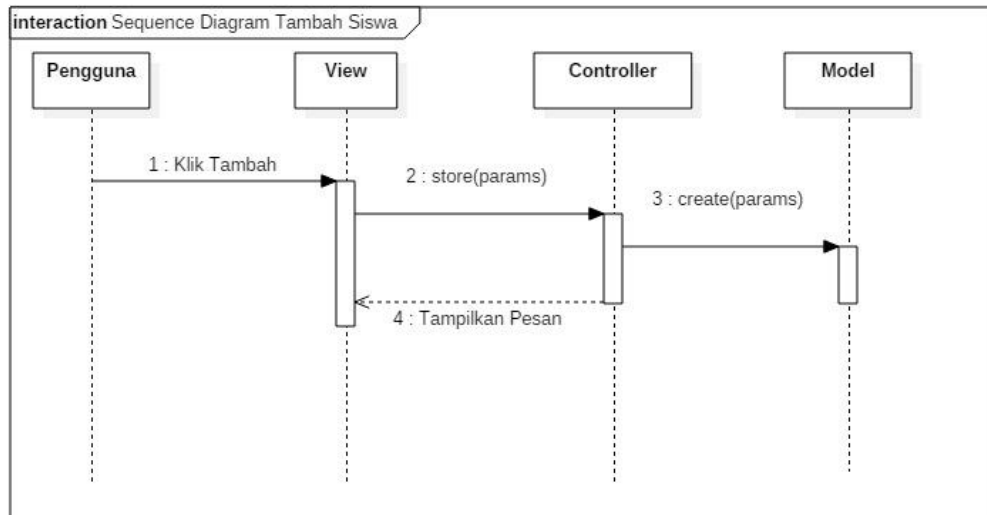 interaction Sequence Diagram Tambah Siswa
Pengguna
View
Controller
Model
1 : Klik Tambah
2 : store(params)
3 : create(params)
4 : Tampilkan Pesan